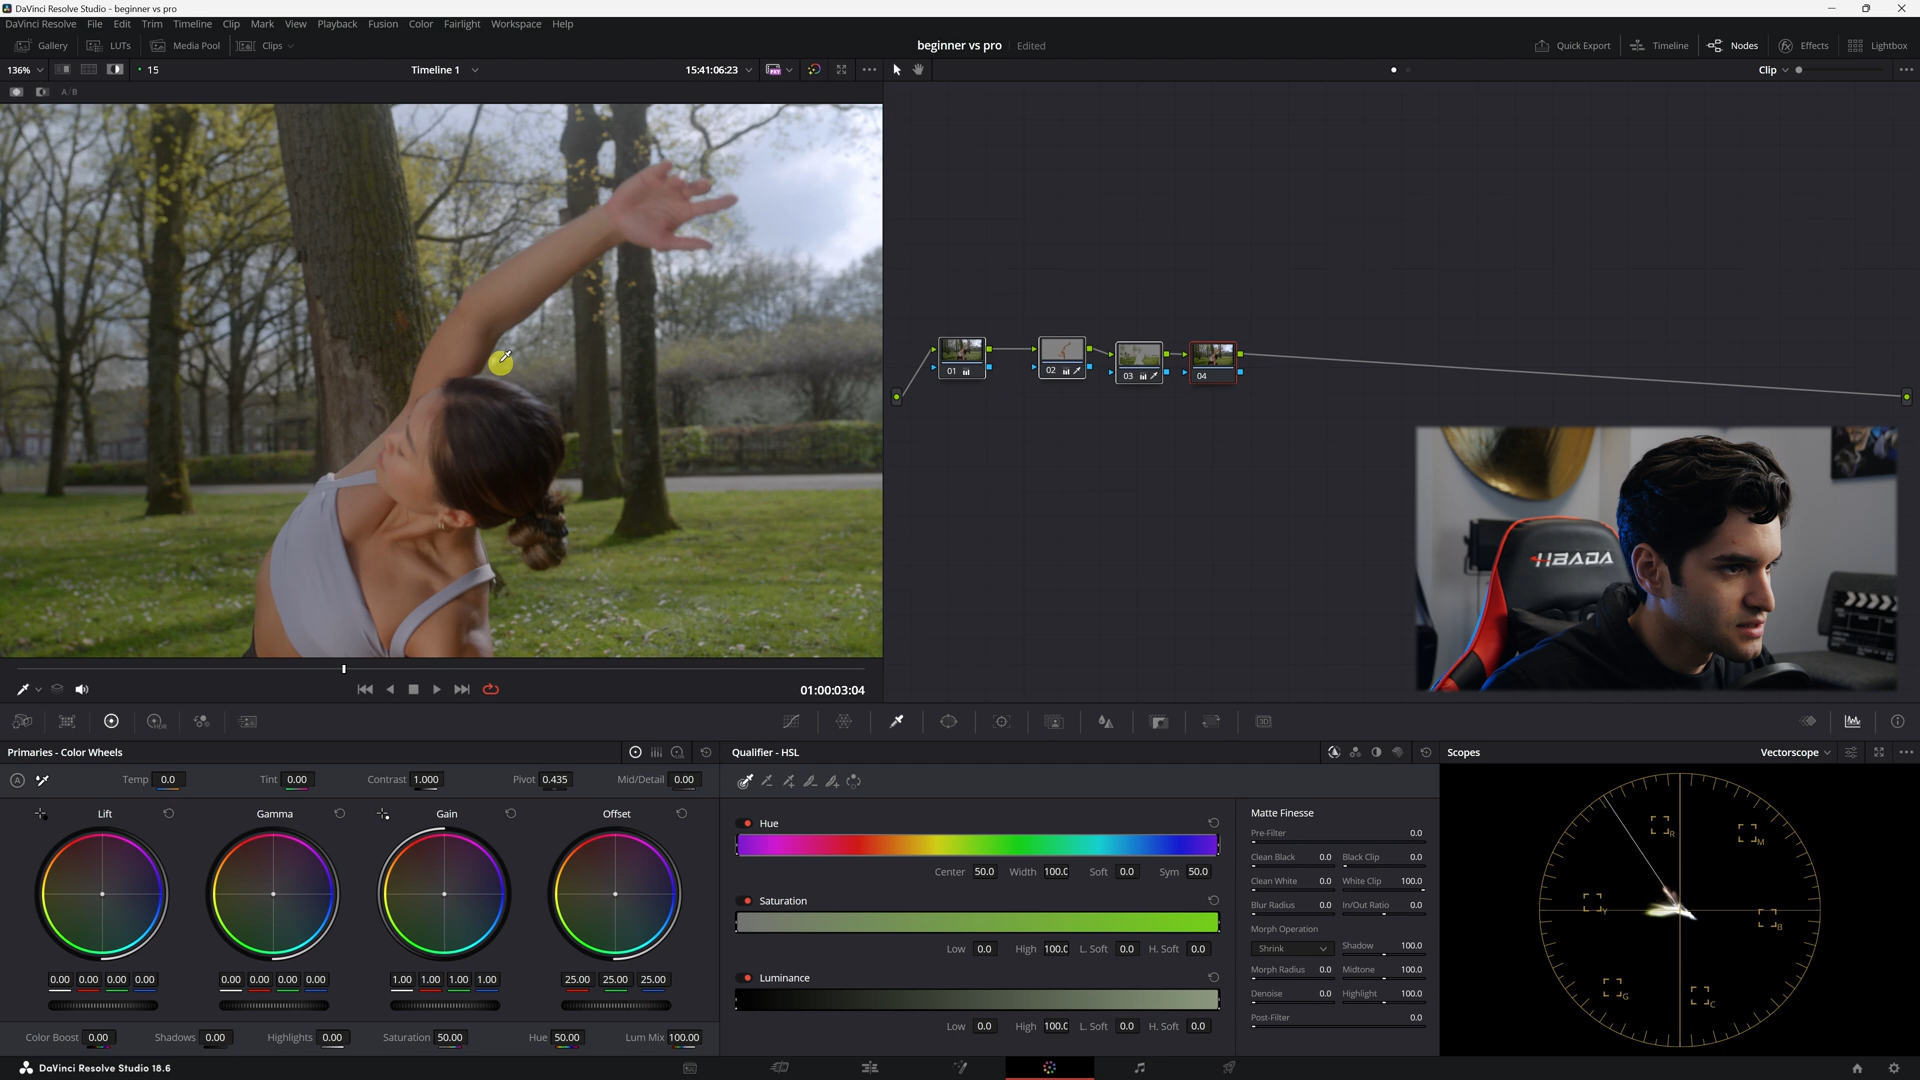 DaVinci Resolve Studio - beginner vs pro
DaVinci Resolve File Edit Trim Timeline Clip Mark View Playback Fusion Color Fairlight Workspace Help
Gallery LUTs Media Pool Clips beginner vs pro Edited Quick Export Timeline Nodes Effects Lightbox
136% 15 Timeline 1 15:41:06:23 Clip
A/B
01 02 03 04
HBADA
01:00:03:04
Primaries - Color Wheels Qualifier - HSL Scopes Vectorscope
Temp 0.0 Tint 0.00 Contrast 1.000 Pivot 0.435 Mid/Detail 0.00
Lift Gamma Gain Offset
0.00 0.00 0.00 0.00 0.00 0.00 0.00 0.00 1.00 1.00 1.00 1.00 25.00 25.00 25.00
Color Boost 0.00 Shadows 0.00 Highlights 0.00 Saturation 50.00 Hue 50.00 Lum Mix 100.00
Hue
Center 50.0 Width 100.0 Soft 0.0 Sym 50.0
Saturation
Low 0.0 High 100.0 L. Soft 0.0 H. Soft 0.0
Luminance
Low 0.0 High 100.0 L. Soft 0.0 H. Soft 0.0
Matte Finesse
Pre-Filter 0.0
Clean Black 0.0 Black Clip 0.0
Clean White 0.0 White Clip 100.0
Blur Radius 0.0 In/Out Ratio 0.0
Morph Operation
Shrink Shadow 100.0
Morph Radius 0.0 Midtone 100.0
Denoise 0.0 Highlight 100.0
Post-Filter 0.0
R M Y B G C
DaVinci Resolve Studio 18.6